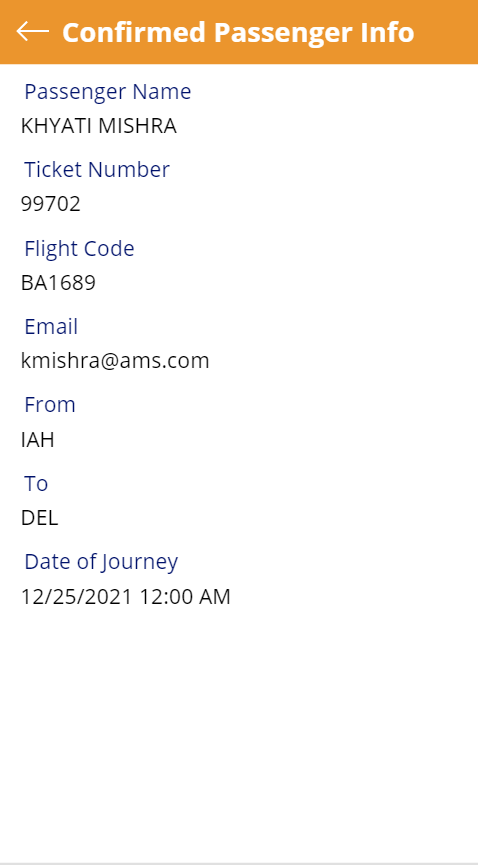 Confirmed Passenger Info
Passenger Name
KHYATI MISHRA
Ticket Number
99702
Flight Code
BA1689
Email
kmishra@ams.com
From
IAH
To
DEL
Date of Journey
12/25/2021 12:00 AM